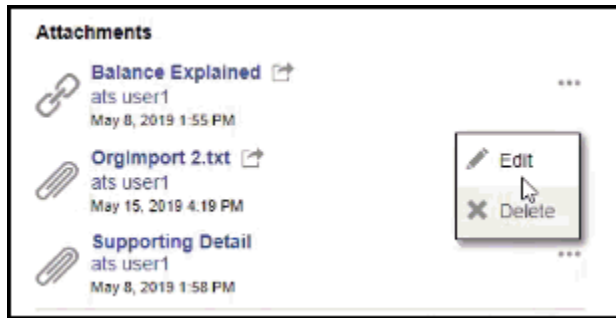 Attachments
Balance Explained
ats user1
May 8, 2019 1:55 PM
OrgImport 2.txt
ats user1
May 15, 2019 4:19 PM
Edit
Delete
Supporting Detail
ats user1
May 8, 2019 1:58 PM